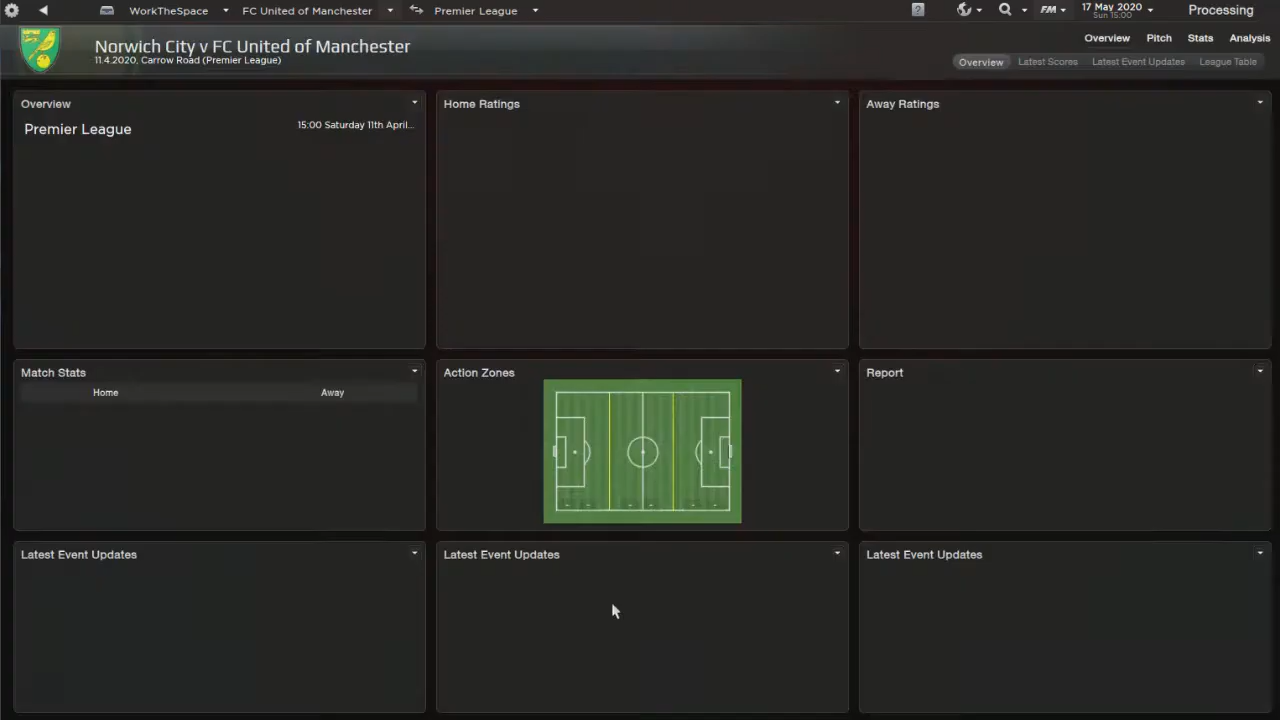 WorkTheSpace FC United of Manchester Premier League ? FM 17 May 2020 Processing
Sun 15:00
Norwich City v FC United of Manchester
11.4.2020, Carrow Road (Premier League)
Overview Pitch Stats Analysis
Overview Latest Scores Latest Event Updates League Table
Overview
Premier League 15:00 Saturday 11th April...
Home Ratings
Away Ratings
Match Stats
Home Away
Action Zones
Report
Latest Event Updates
Latest Event Updates
Latest Event Updates